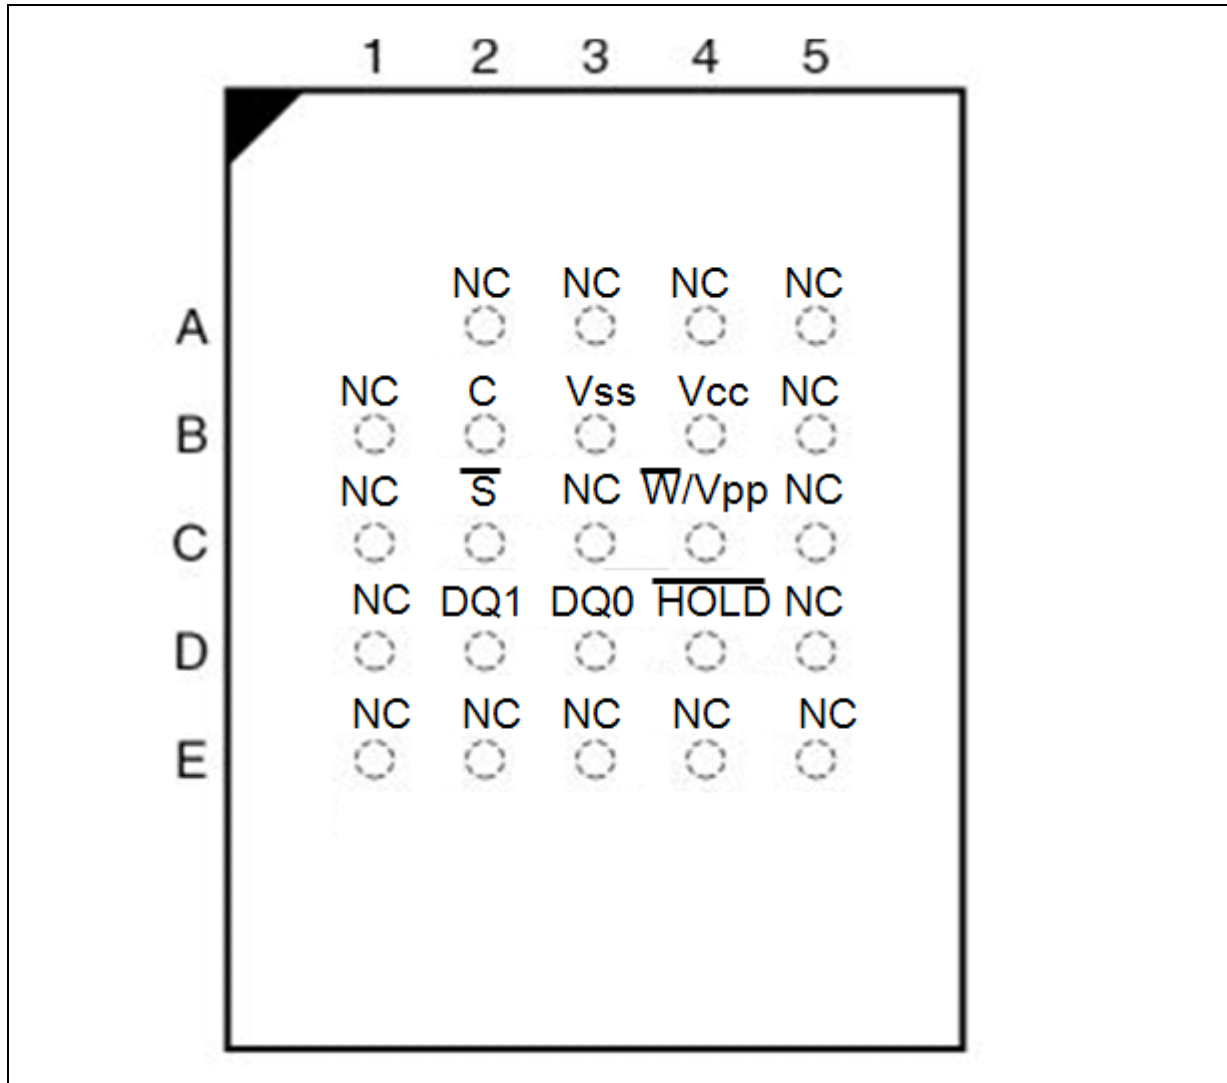 1 2 3 4 5
NC NC NC NC
A
NC C Vss Vcc NC
B
NC S̅ NC W̅/Vpp NC
C
NC DQ1 DQ0 H̅O̅L̅D̅ NC
D
NC NC NC NC NC
E